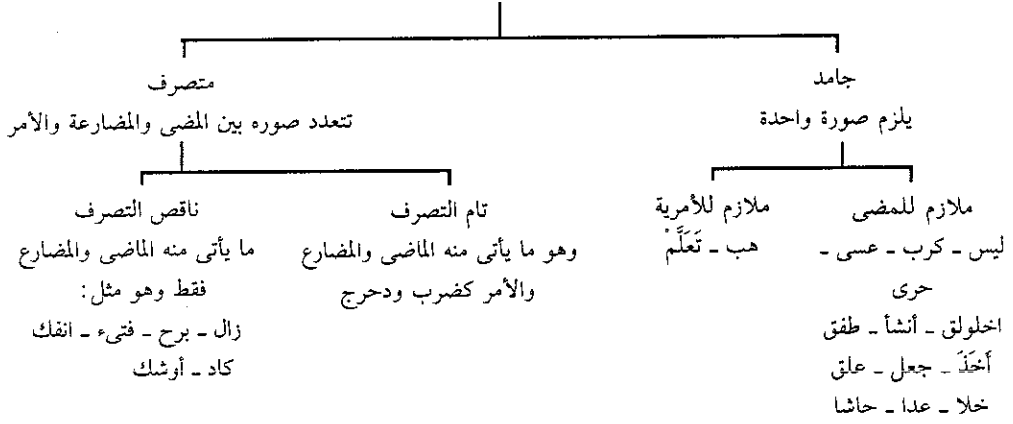 جامد
يلزم صورة واحدة
متصرف
تتعدد صوره بين المضى والمضارعة والأمر
ملازم للمضى
ليس ـ كرب ـ عسى ـ
حرى
اخلولق ـ أنشأ ـ طفق
أَخَذَ ـ جعل ـ علق
خلا ـ عدا ـ حاشا
ملازم للأمرية
هب ـ تَعَلَّمْ
تام التصرف
وهو ما يأتى منه الماضى والمضارع
والأمر كضرب ودحرج
ناقص التصرف
ما يأتى منه الماضى والمضارع
فقط وهو مثل:
زال ـ برح ـ فتىء ـ انفك
كاد ـ أوشك